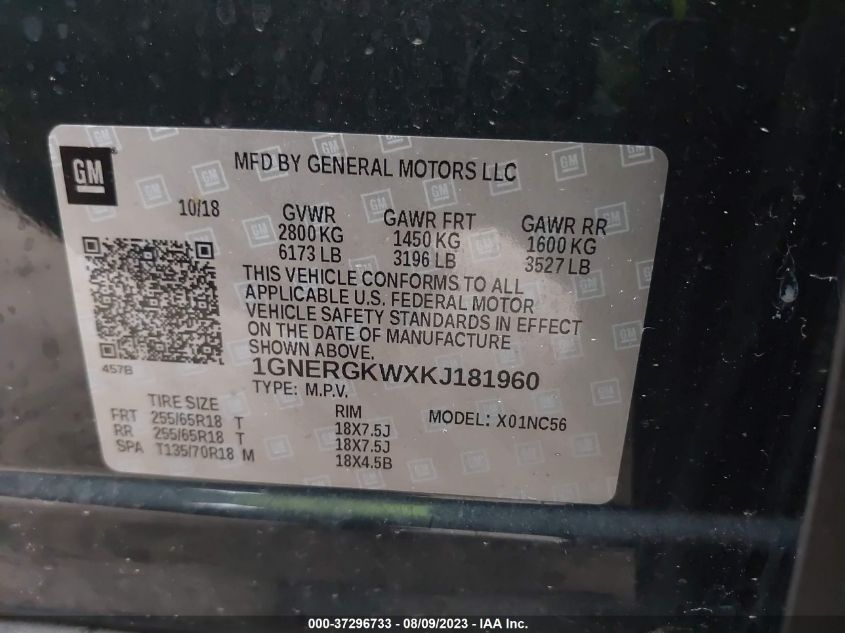 GM
MFD BY GENERAL MOTORS LLC
10/18 GVWR GAWR FRT GAWR RR
2800 KG 1450 KG 1600 KG
6173 LB 3196 LB 3527 LB
THIS VEHICLE CONFORMS TO ALL
APPLICABLE U.S. FEDERAL MOTOR
VEHICLE SAFETY STANDARDS IN EFFECT
ON THE DATE OF MANUFACTURE
SHOWN ABOVE.
457B
1GNERGKWXKJ181960
TYPE: M.P.V.
TIRE SIZE RIM MODEL: X01NC56
FRT 255/65R18 T 18X7.5J
RR 255/65R18 T 18X7.5J
SPA T135/70R18 M 18X4.5B
000-37296733 - 08/09/2023 - IAA Inc.